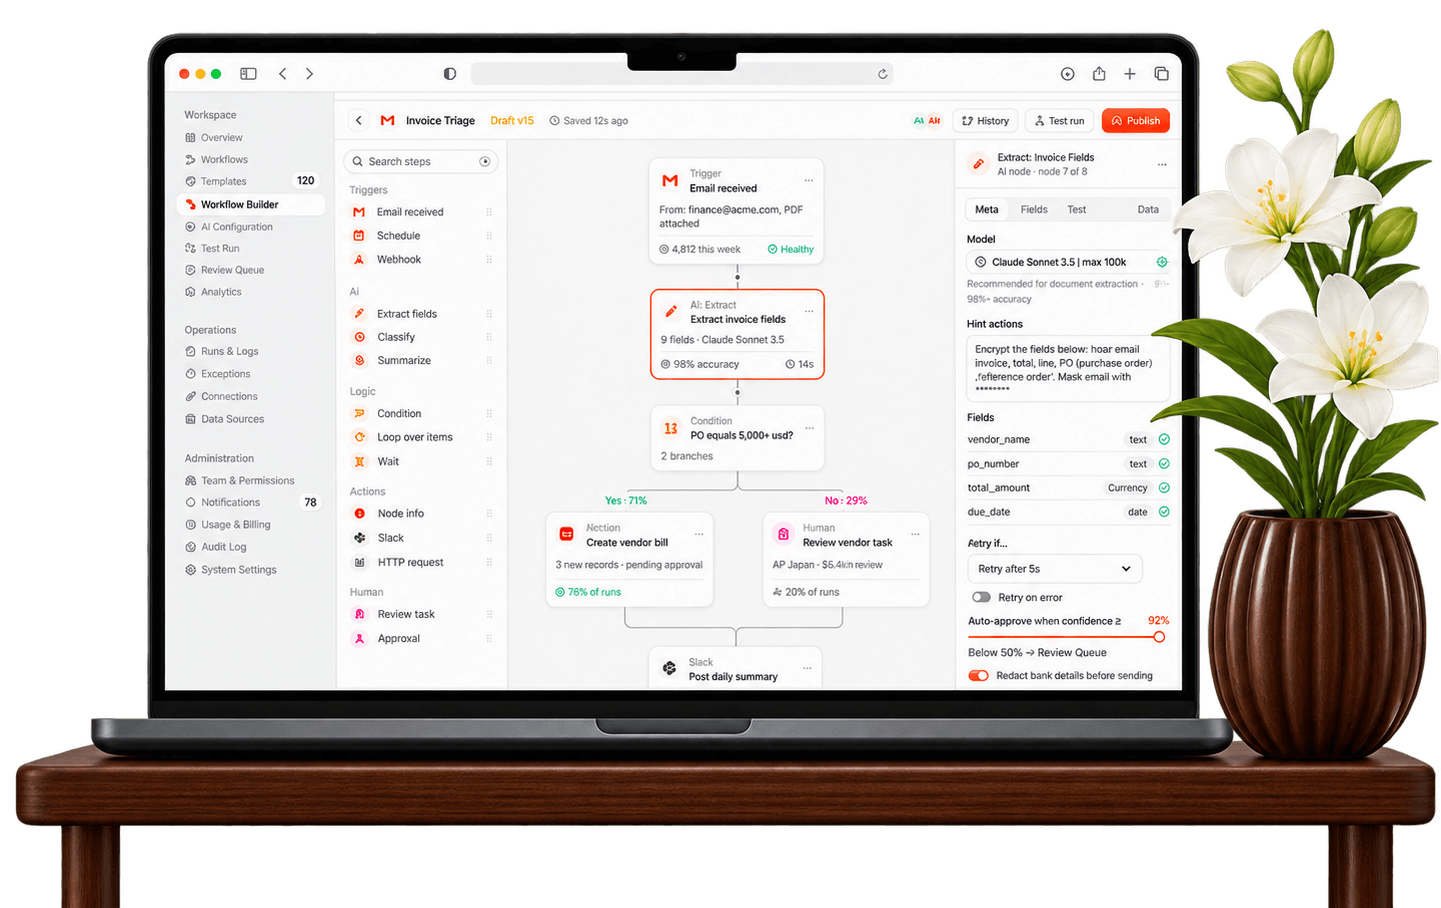 Workspace
Overview
Workflows
Templates 120
Workflow Builder
AI Configuration
Test Run
Review Queue
Analytics
Operations
Runs & Logs
Exceptions
Connections
Data Sources
Administration
Team & Permissions
Notifications 78
Usage & Billing
Audit Log
System Settings
Invoice Triage Draft v15 Saved 12s ago
History Test run Publish
Search steps
Triggers
Email received
Schedule
Webhook
Ai
Extract fields
Classify
Summarize
Logic
Condition
Loop over items
Wait
Actions
Node info
Slack
HTTP request
Human
Review task
Approxal
Trigger
Email received
From: finance@acme.com, PDF
attached
4,812 this week Healthy
AI: Extract
Extract invoice fields
9 fields · Claude Sonnet 3.5
98% accuracy 14s
13
Condition
PO equals 5,000+ usd?
2 branches
Yes : 71% No : 29%
Nection
Create vendor bill
3 new records · pending approval
76% of runs
Human
Review vendor task
AP Japan - review
20% of runs
Slack
Post daily summary
Extract: Invoice Fields
AI node · node 7 of 8
Meta Fields Test Data
Model
Claude Sonnet 3.5 | max 100k
Recommended for document extraction ·
98%- accuracy
Hint actions
Encrypt the fields below: hoar email
invoice, total, line, PO (purchase order)
order'. Mask email with
********
Fields
vendor_name text
po_number text
total_amount Currency
due_date date
Retry if...
Retry after 5s
Retry on error
Auto-approve when confidence ≥ 92%
Below 50% -> Review Queue
Redact bank details before sending